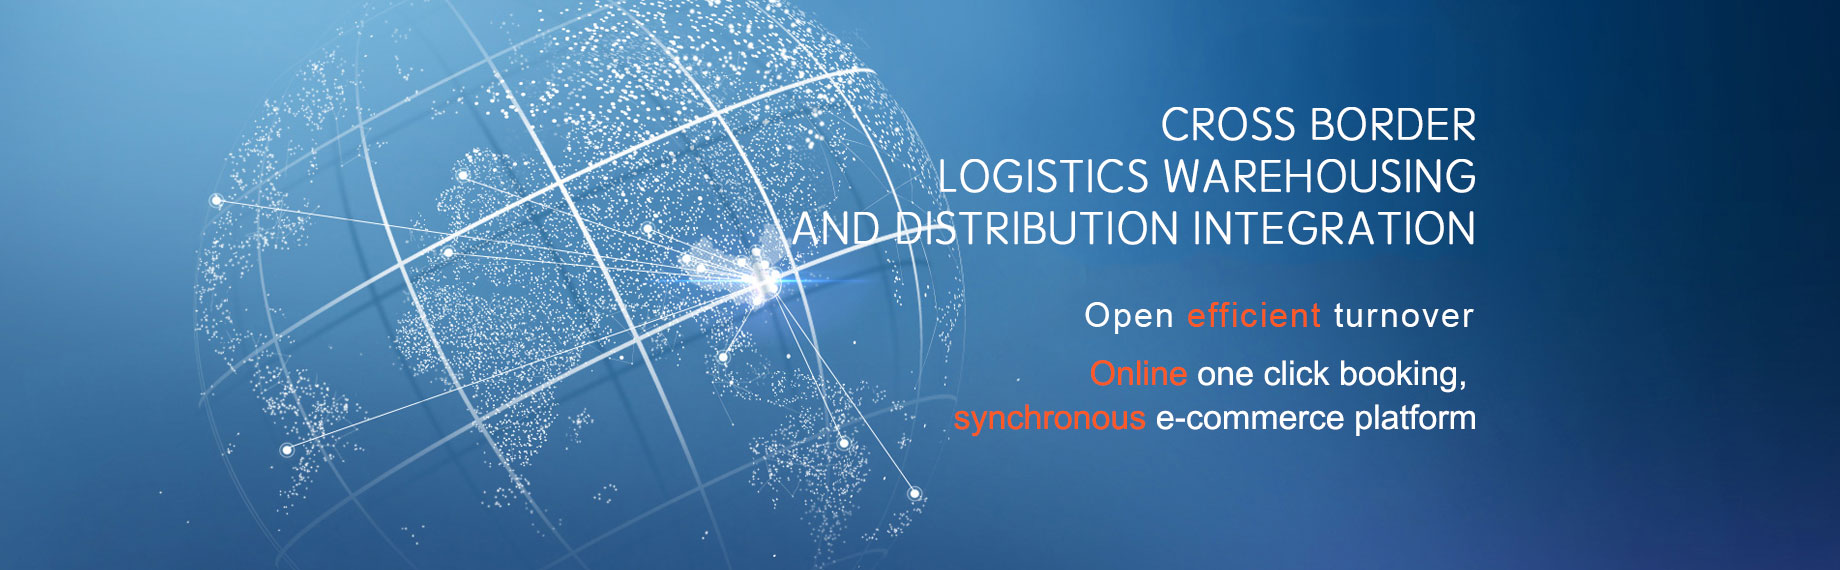 CROSS BORDER
LOGISTICS WAREHOUSING
AND DISTRIBUTION INTEGRATION
Open efficient turnover
Online one click booking,
synchronous e-commerce platform